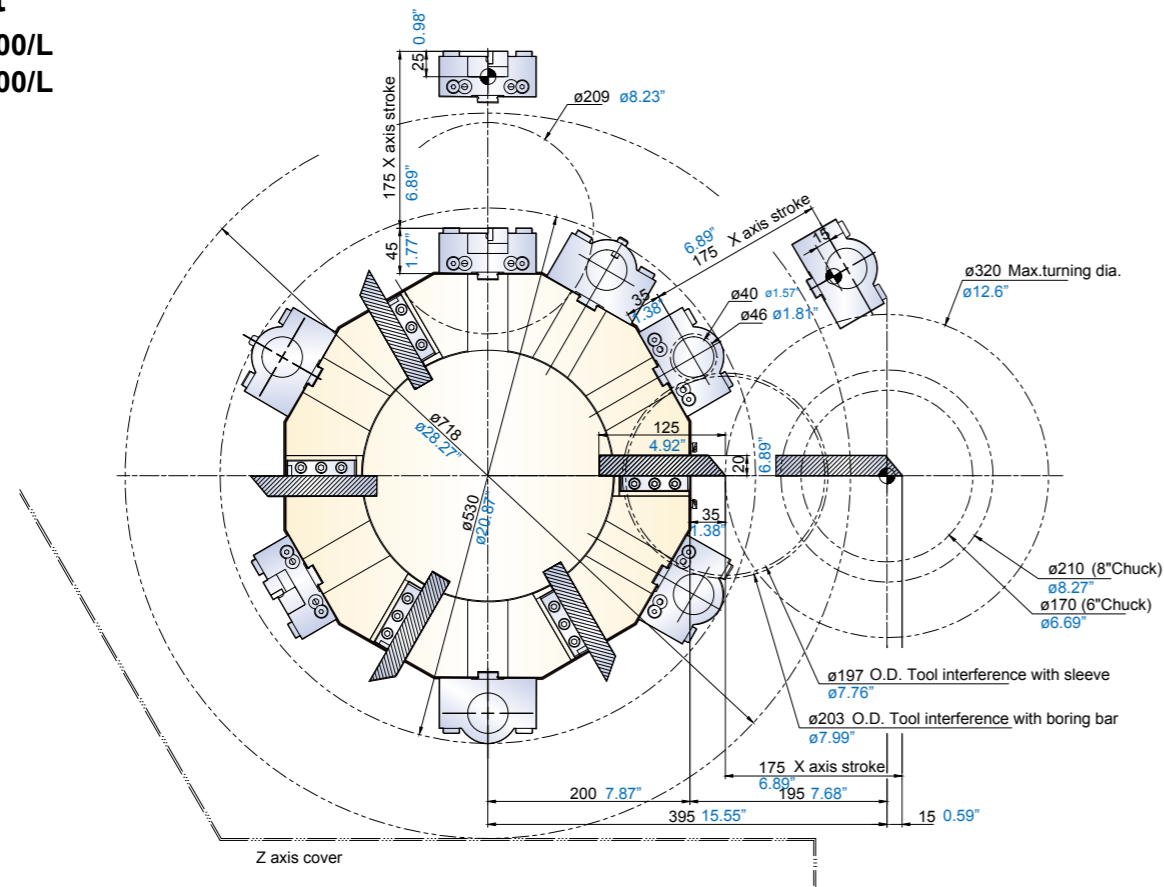 00/L
00/L
25 0.98"
175 X axis stroke
6.89"
45
1.77"
ø209 ø8.23"
6.89"
175 X axis stroke
15
35
1.38"
ø40 ø1.57"
ø46 ø1.81"
ø320 Max.turning dia.
ø12.6"
ø718
ø28.27"
ø530
ø20.87"
125
4.92"
20
6.89"
35
1.38"
ø210 (8"Chuck)
ø8.27"
ø170 (6"Chuck)
ø6.69"
ø197 O.D. Tool interference with sleeve
ø7.76"
ø203 O.D. Tool interference with boring bar
ø7.99"
175 X axis stroke
6.89"
200 7.87"
195 7.68"
395 15.55"
15 0.59"
Z axis cover